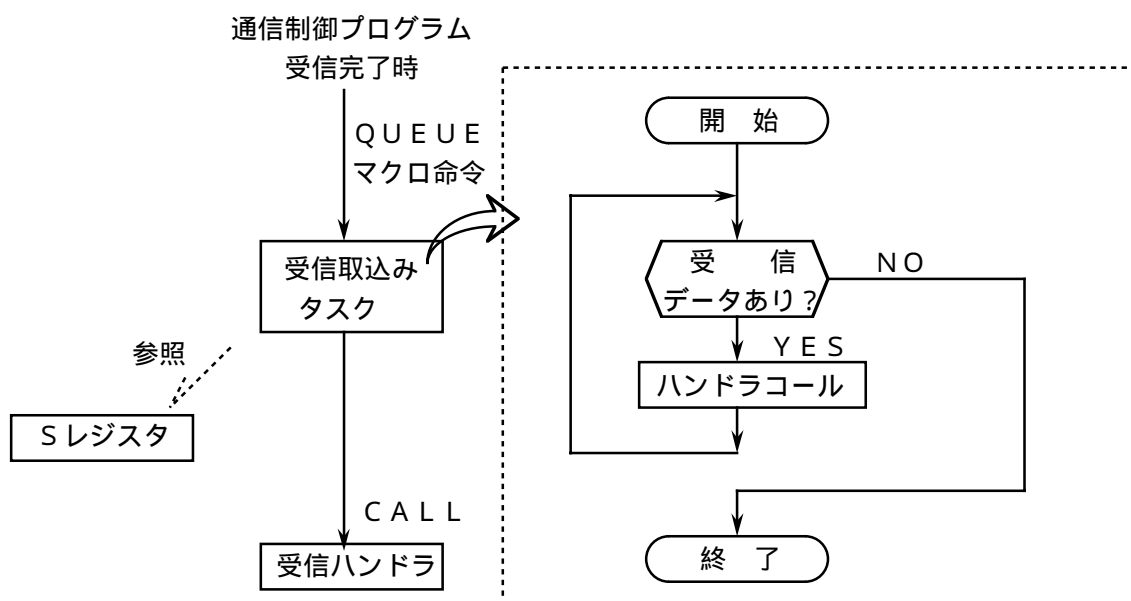 通信制御プログラム
受信完了時
QUEUE
マクロ命令
受信取込み
タスク
参照
Sレジスタ
CALL
受信ハンドラ
開 始
受 信
データあり?
NO
YES
ハンドラコール
終 了